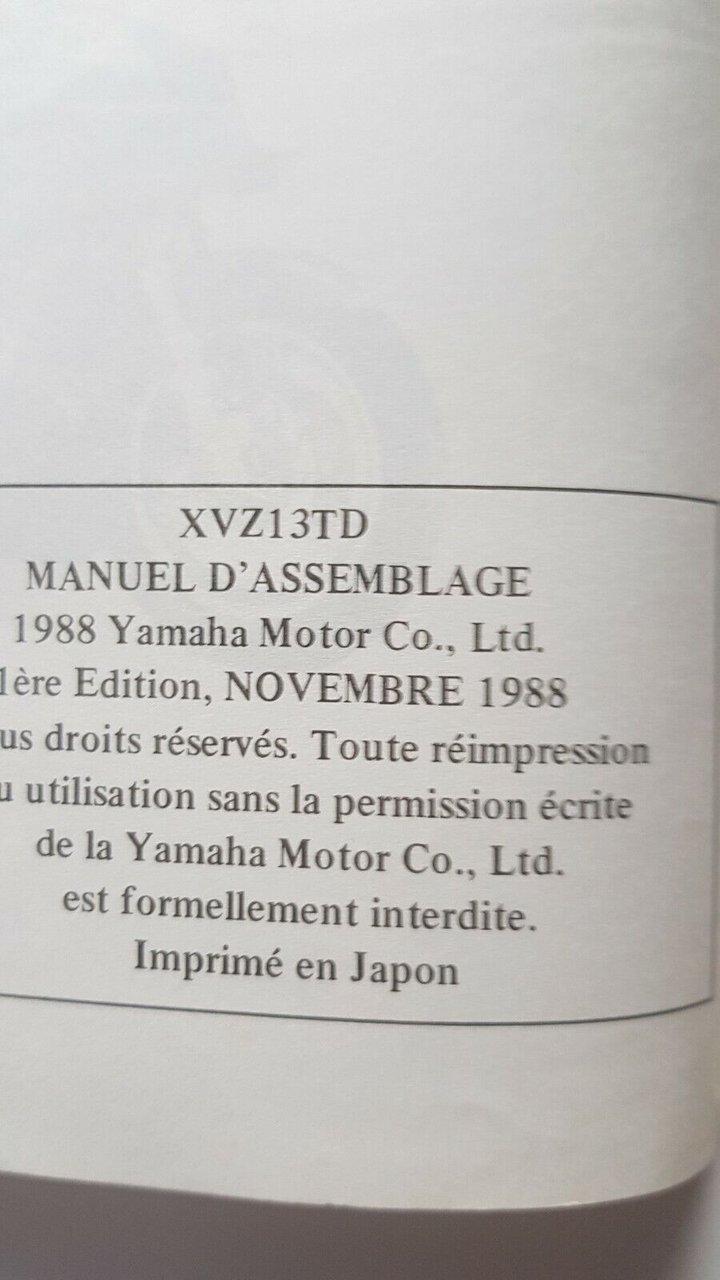 XVZ13TD
MANUEL D'ASSEMBLAGE
1988 Yamaha Motor Co., Ltd.
1ère Edition, NOVEMBRE 1988
us droits réservés. Toute réimpression
u utilisation sans la permission écrite
de la Yamaha Motor Co., Ltd.
est formellement interdite.
Imprimé en Japon